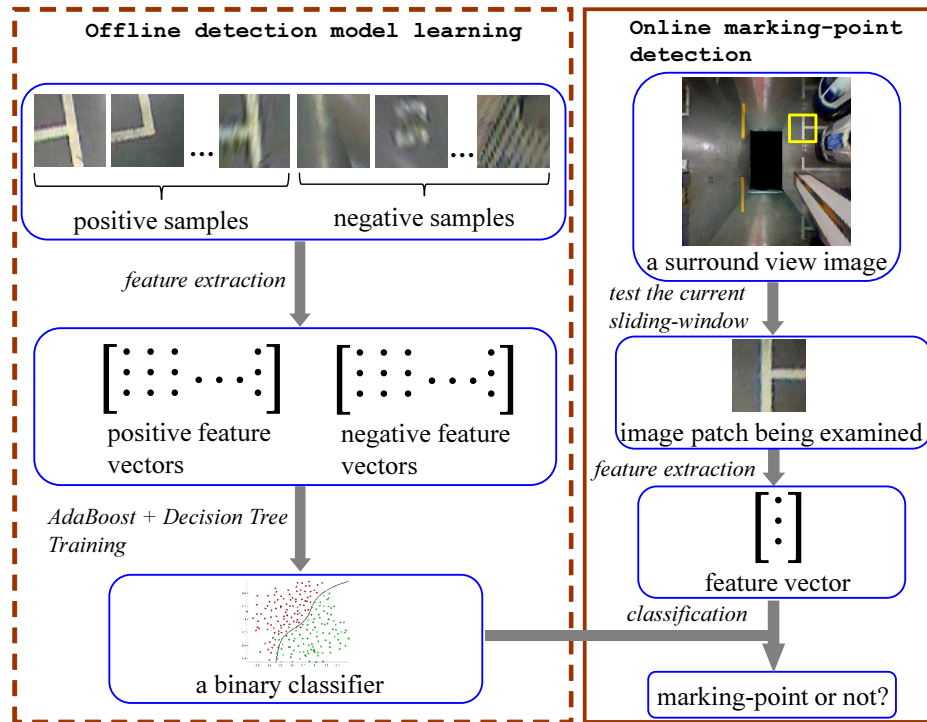 Offline detection model learning
...
...
positive samples
negative samples
feature extraction
positive feature
vectors
negative feature
vectors
AdaBoost + Decision Tree
Training
a binary classifier
Online marking-point
detection
a surround view image
test the current
sliding-window
image patch being examined
feature extraction
feature vector
classification
marking-point or not?